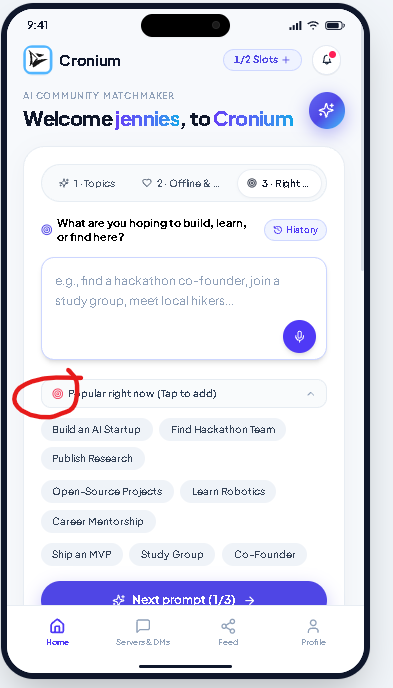 9:41
Cronium
1/2 Slots +
AI COMMUNITY MATCHMAKER
Welcome jennies, to Cronium
1 · Topics
2 · Offline & ...
3 · Right ...
What are you hoping to build, learn,
or find here?
History
e.g., find a hackathon co-founder, join a
study group, meet local hikers...
Popular right now (Tap to add)
Build an AI Startup
Find Hackathon Team
Publish Research
Open-Source Projects
Learn Robotics
Career Mentorship
Ship an MVP
Study Group
Co-Founder
Next prompt (1/3) →
Home
Servers & DMs
Feed
Profile